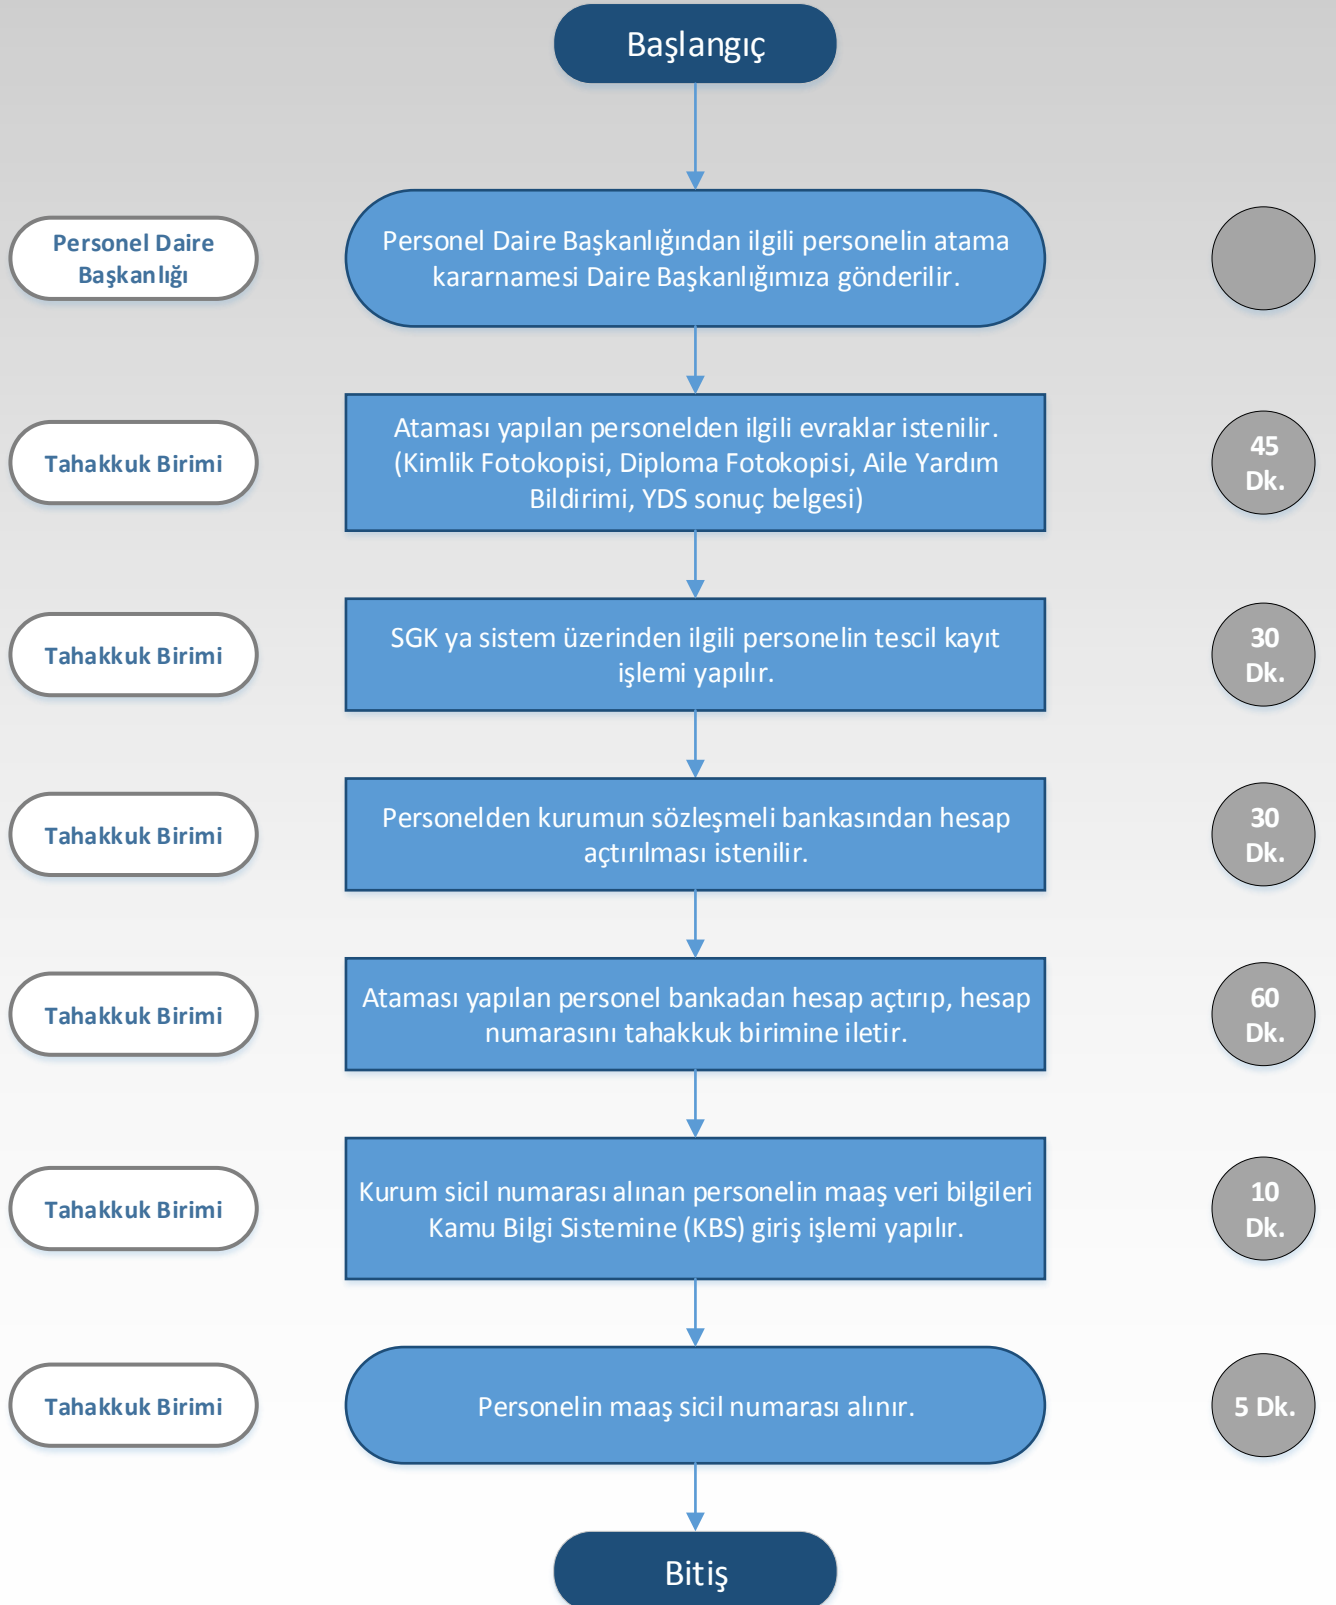 Başlangıç
Personel Daire
Başkanlığı
Personel Daire Başkanlığından ilgili personelin atama
kararnamesi Daire Başkanlığımıza gönderilir.
Tahakkuk Birimi
Ataması yapılan personelden ilgili evraklar istenilir.
(Kimlik Fotokopisi, Diploma Fotokopisi, Aile Yardım
Bildirimi, YDS sonuç belgesi)
45
Dk.
Tahakkuk Birimi
SGK ya sistem üzerinden ilgili personelin tescil kayıt
işlemi yapılır.
30
Dk.
Tahakkuk Birimi
Personelden kurumun sözleşmeli bankasından hesap
açtırılması istenilir.
30
Dk.
Tahakkuk Birimi
Ataması yapılan personel bankadan hesap açtırıp, hesap
numarasını tahakkuk birimine iletir.
60
Dk.
Tahakkuk Birimi
Kurum sicil numarası alınan personelin maaş veri bilgileri
Kamu Bilgi Sistemine (KBS) giriş işlemi yapılır.
10
Dk.
Tahakkuk Birimi
Personelin maaş sicil numarası alınır.
5 Dk.
Bitiş